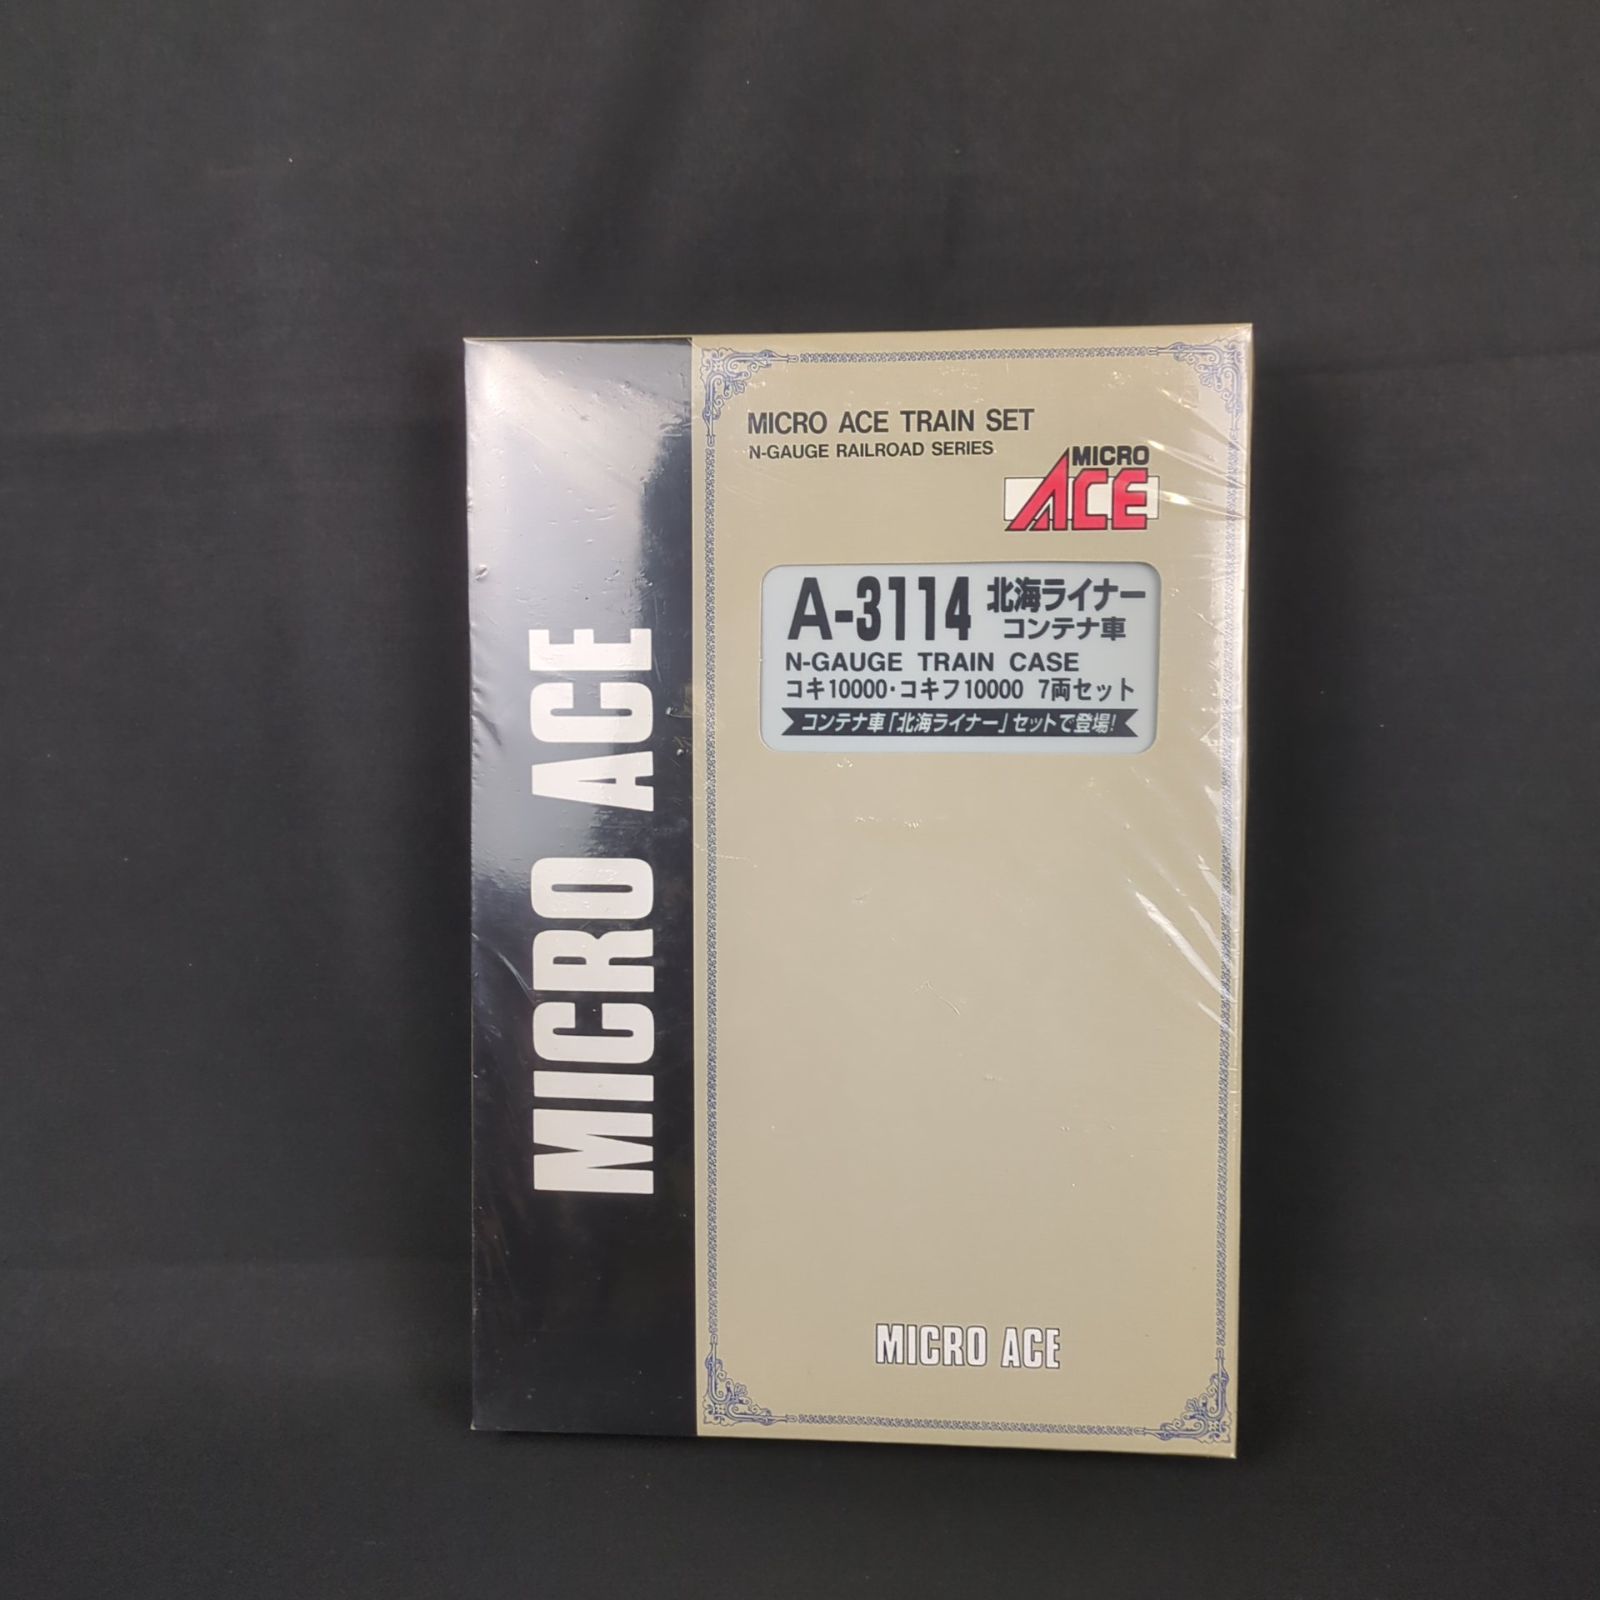 MICRO ACE
MICRO ACE TRAIN SET
N-GAUGE RAILROAD SERIES
MICRO
ACE
A-3114 北海ライナー
コンテナ車
N-GAUGE TRAIN CASE
コキ10000・コキフ10000 7両セット
コンテナ車「北海ライナー」セットで登場!
MICRO ACE